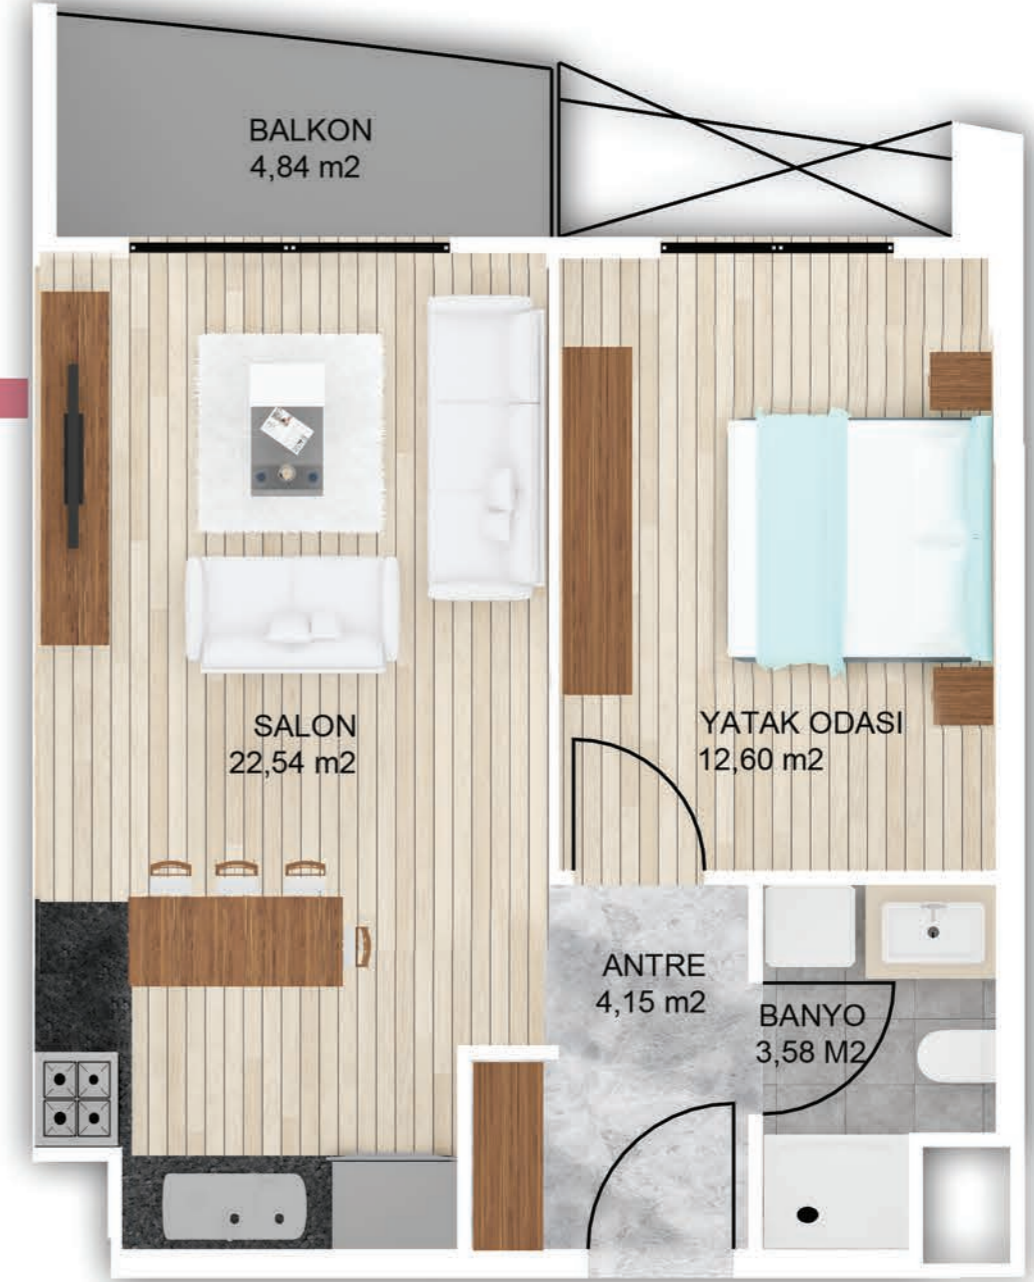 BALKON
4,84 m2
SALON
22,54 m2
YATAK ODASI
12,60 m2
ANTRE
4,15 m2
BANYO
3,58 M2